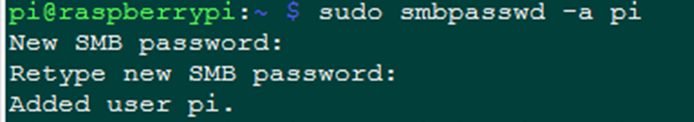 pi@raspberrypi:~ $ sudo smbpasswd -a pi
New SMB password:
Retype new SMB password:
Added user pi.